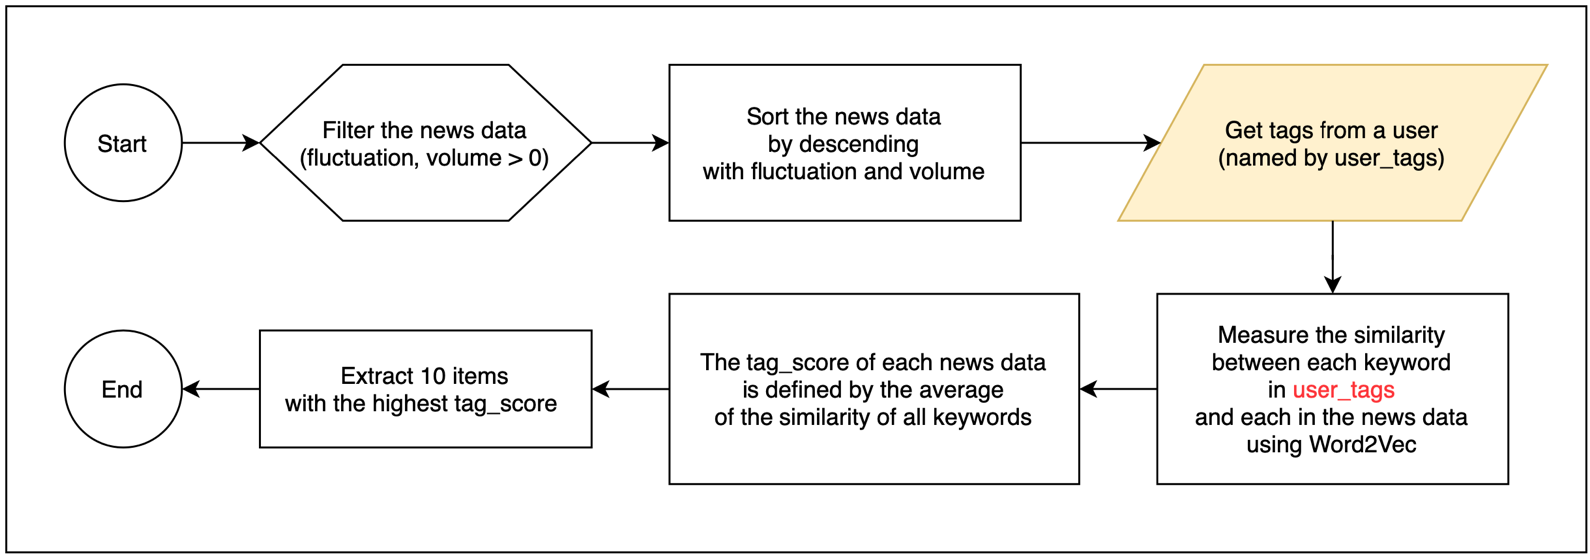 Start
Filter the news data
(fluctuation, volume > 0)
Sort the news data
by descending
with fluctuation and volume
Get tags from a user
(named by user_tags)
Measure the similarity
between each keyword
in user_tags
and each in the news data
using Word2Vec
The tag_score of each news data
is defined by the average
of the similarity of all keywords
Extract 10 items
with the highest tag_score
End